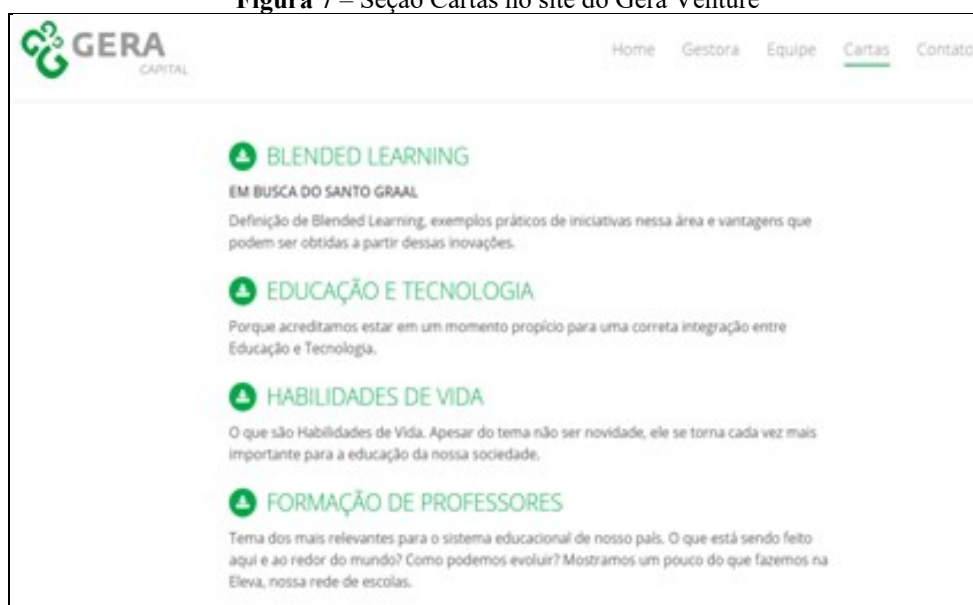 Figura 7 – Seção Cartas no site do Gera Venture
GERA
CAPITAL
Home Gestora Equipe Cartas Contato
BLENDED LEARNING
EM BUSCA DO SANTO GRAAL
Definição de Blended Learning, exemplos práticos de iniciativas nessa área e vantagens que
podem ser obtidas a partir dessas inovações.
EDUCAÇÃO E TECNOLOGIA
Porque acreditamos estar em um momento propício para uma correta integração entre
Educação e Tecnologia.
HABILIDADES DE VIDA
O que são Habilidades de Vida. Apesar do tema não ser novidade, ele se torna cada vez mais
importante para a educação da nossa sociedade.
FORMAÇÃO DE PROFESSORES
Tema dos mais relevantes para o sistema educacional de nosso país. O que está sendo feito
aqui e ao redor do mundo? Como podemos evoluir? Mostramos um pouco do que fazemos na
Eleva, nossa rede de escolas.